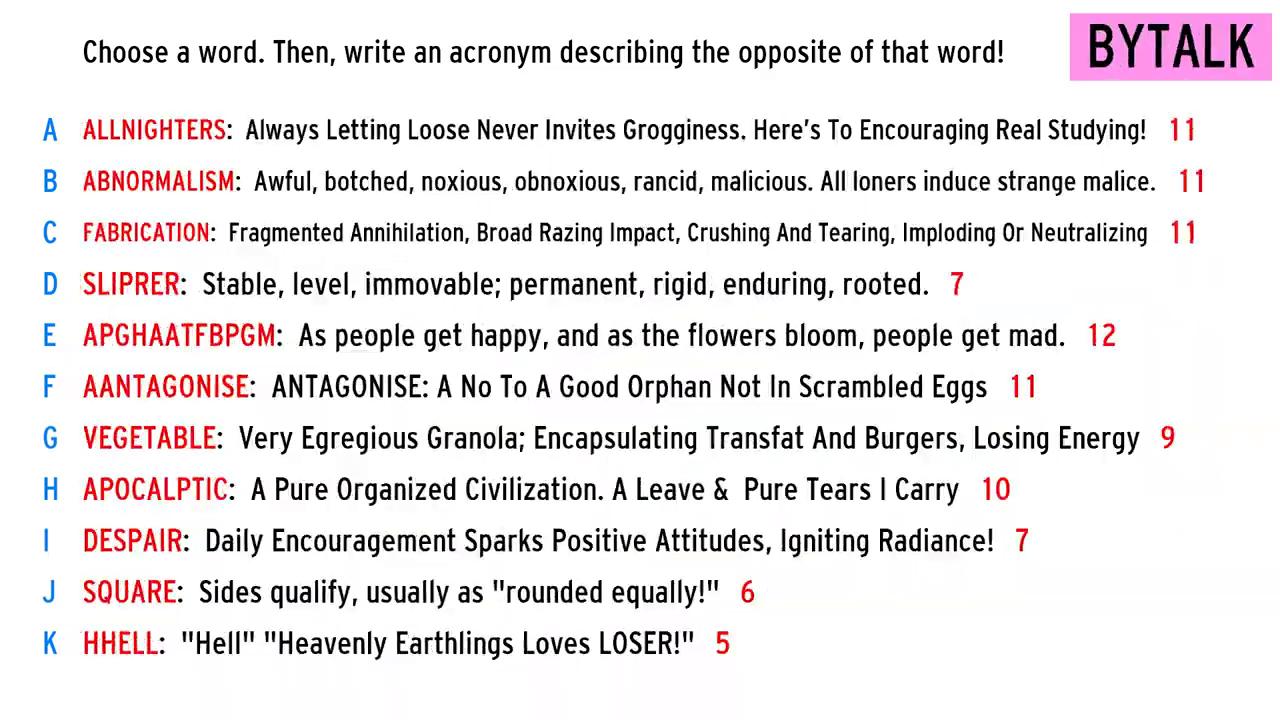 Choose a word. Then, write an acronym describing the opposite of that word!
BYTALK
A ALLNIGHTERS: Always Letting Loose Never Invites Grogginess. Here's To Encouraging Real Studying! 11
B ABNORMALISM: Awful, botched, noxious, obnoxious, rancid, malicious. All loners induce strange malice. 11
C FABRICATION: Fragmented Annihilation, Broad Razing Impact, Crushing And Tearing, Imploding Or Neutralizing 11
D SLIPRER: Stable, level, immovable; permanent, rigid, enduring, rooted. 7
E APGHAATFBPGM: As people get happy, and as the flowers bloom, people get mad. 12
F AANTAGONISE: ANTAGONISE: A No To A Good Orphan Not In Scrambled Eggs 11
G VEGETABLE: Very Egregious Granola; Encapsulating Transfat And Burgers, Losing Energy 9
H APOCALPTIC: A Pure Organized Civilization. A Leave & Pure Tears I Carry 10
I DESPAIR: Daily Encouragement Sparks Positive Attitudes, Igniting Radiance! 7
J SQUARE: Sides qualify, usually as "rounded equally!" 6
K HHELL: "Hell" "Heavenly Earthlings Loves LOSER!" 5